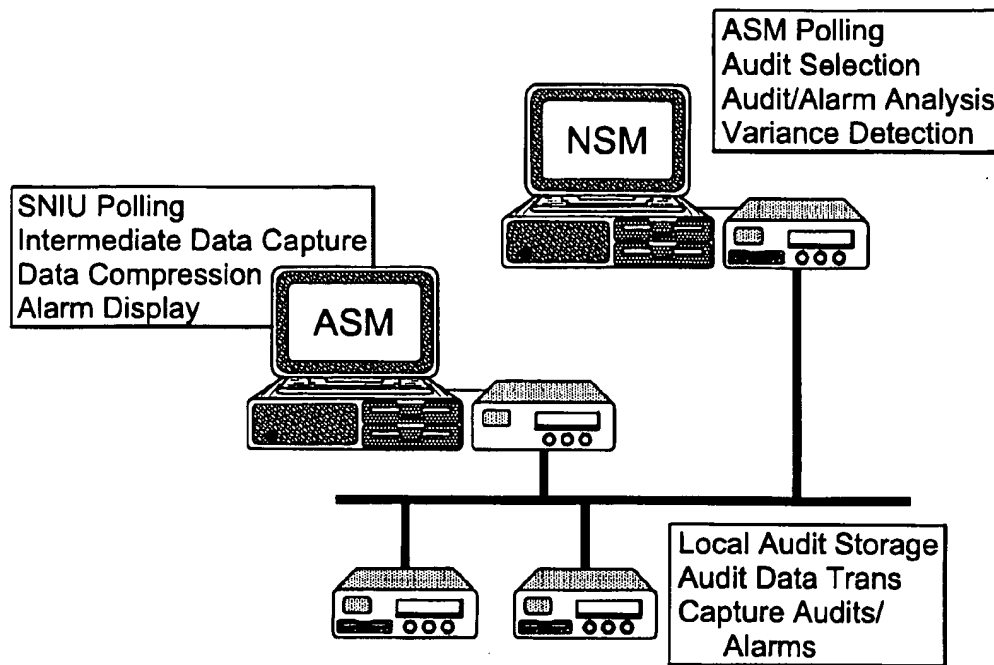 ASM Polling
Audit Selection
Audit/Alarm Analysis
Variance Detection
NSM
SNIU Polling
Intermediate Data Capture
Data Compression
Alarm Display
ASM
Local Audit Storage
Audit Data Trans
Capture Audits/
Alarms